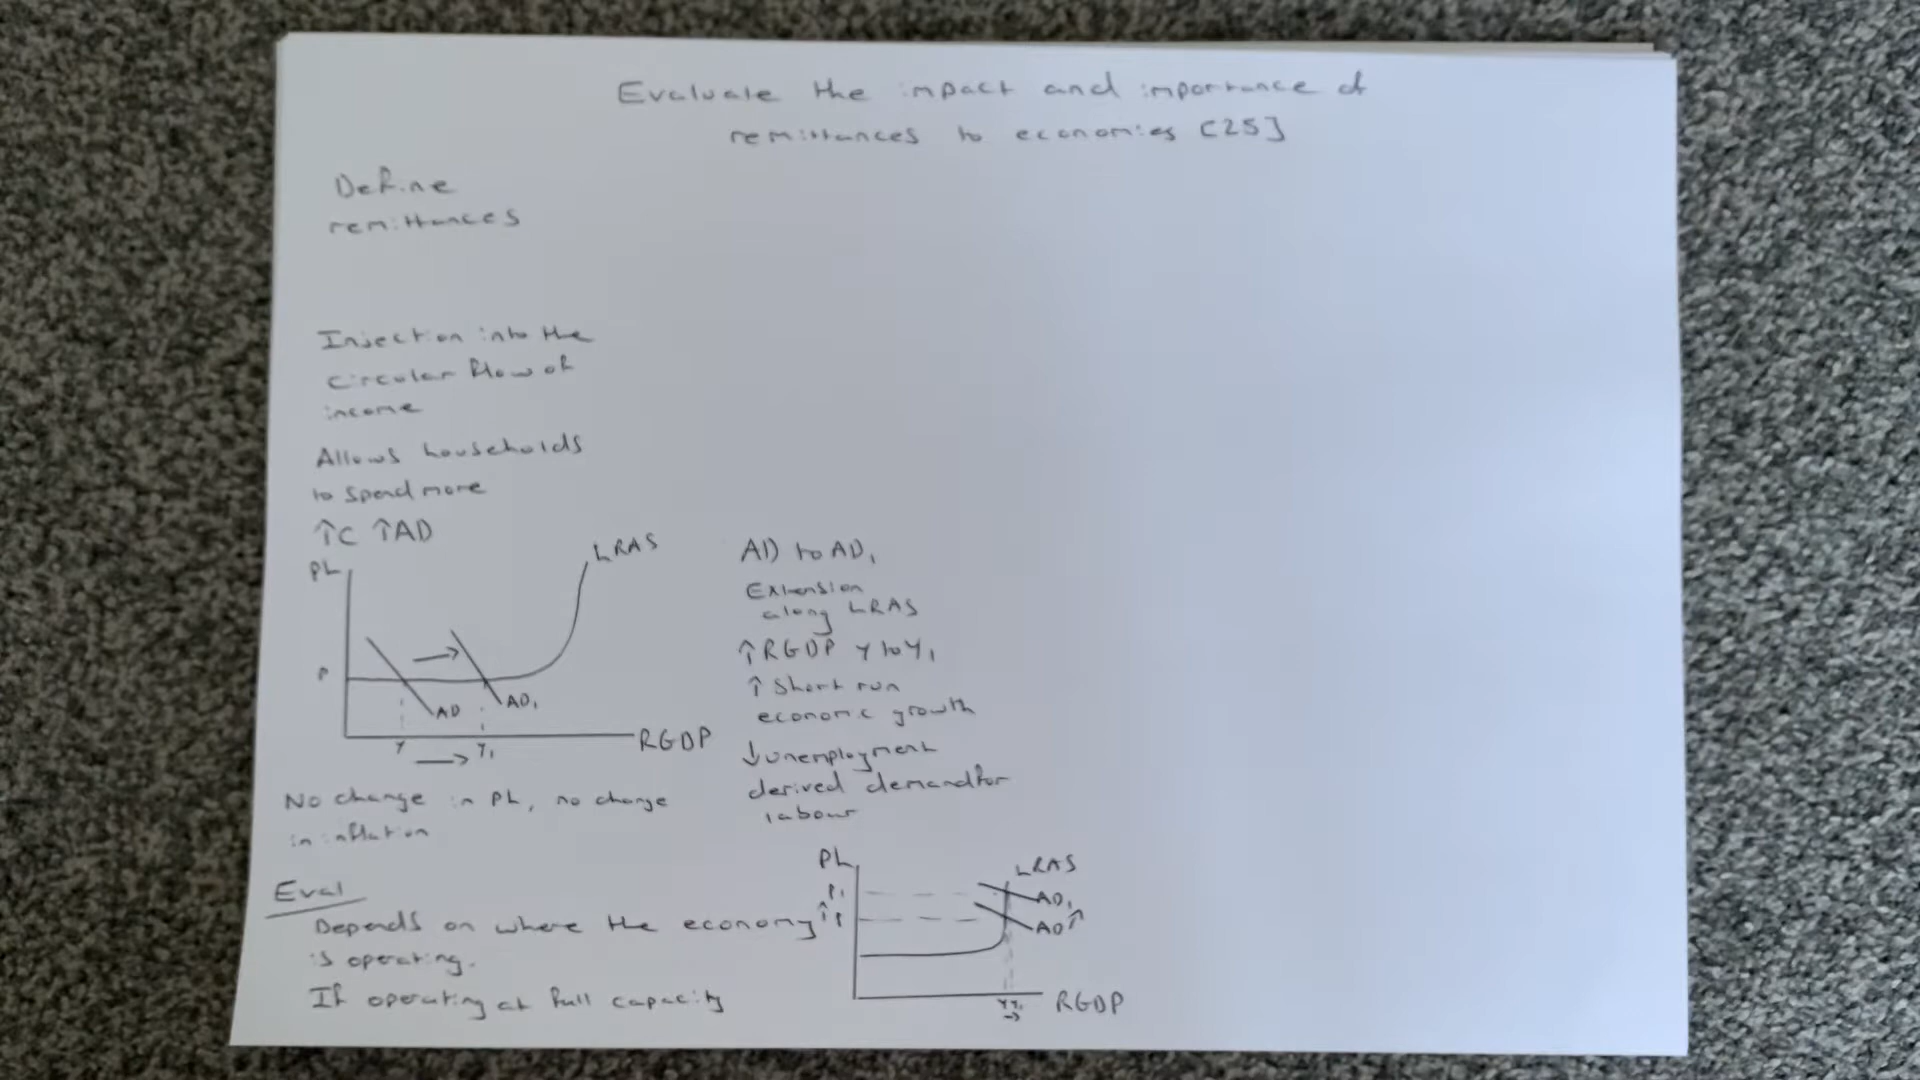 Evaluate the impact and importance of
remittances to economies [25]
Define
remittances
Injection into the
circular flow of
income
Allows households
to spend more
↑C ↑AD
PL
LRAS
P
AD
AD₁
Y
Y₁
RGDP
No change in PL, no change
in inflation
AD to AD₁
Extension
along LRAS
↑RGDP Y to Y₁
↑ Short run
economic growth
↓ unemployment
derived demand for
labour
Eval
Depends on where the economy
is operating.
If operating at full capacity
PL
LRAS
P₁
AD₁
↑P
AD↑
Y Y₁
RGDP